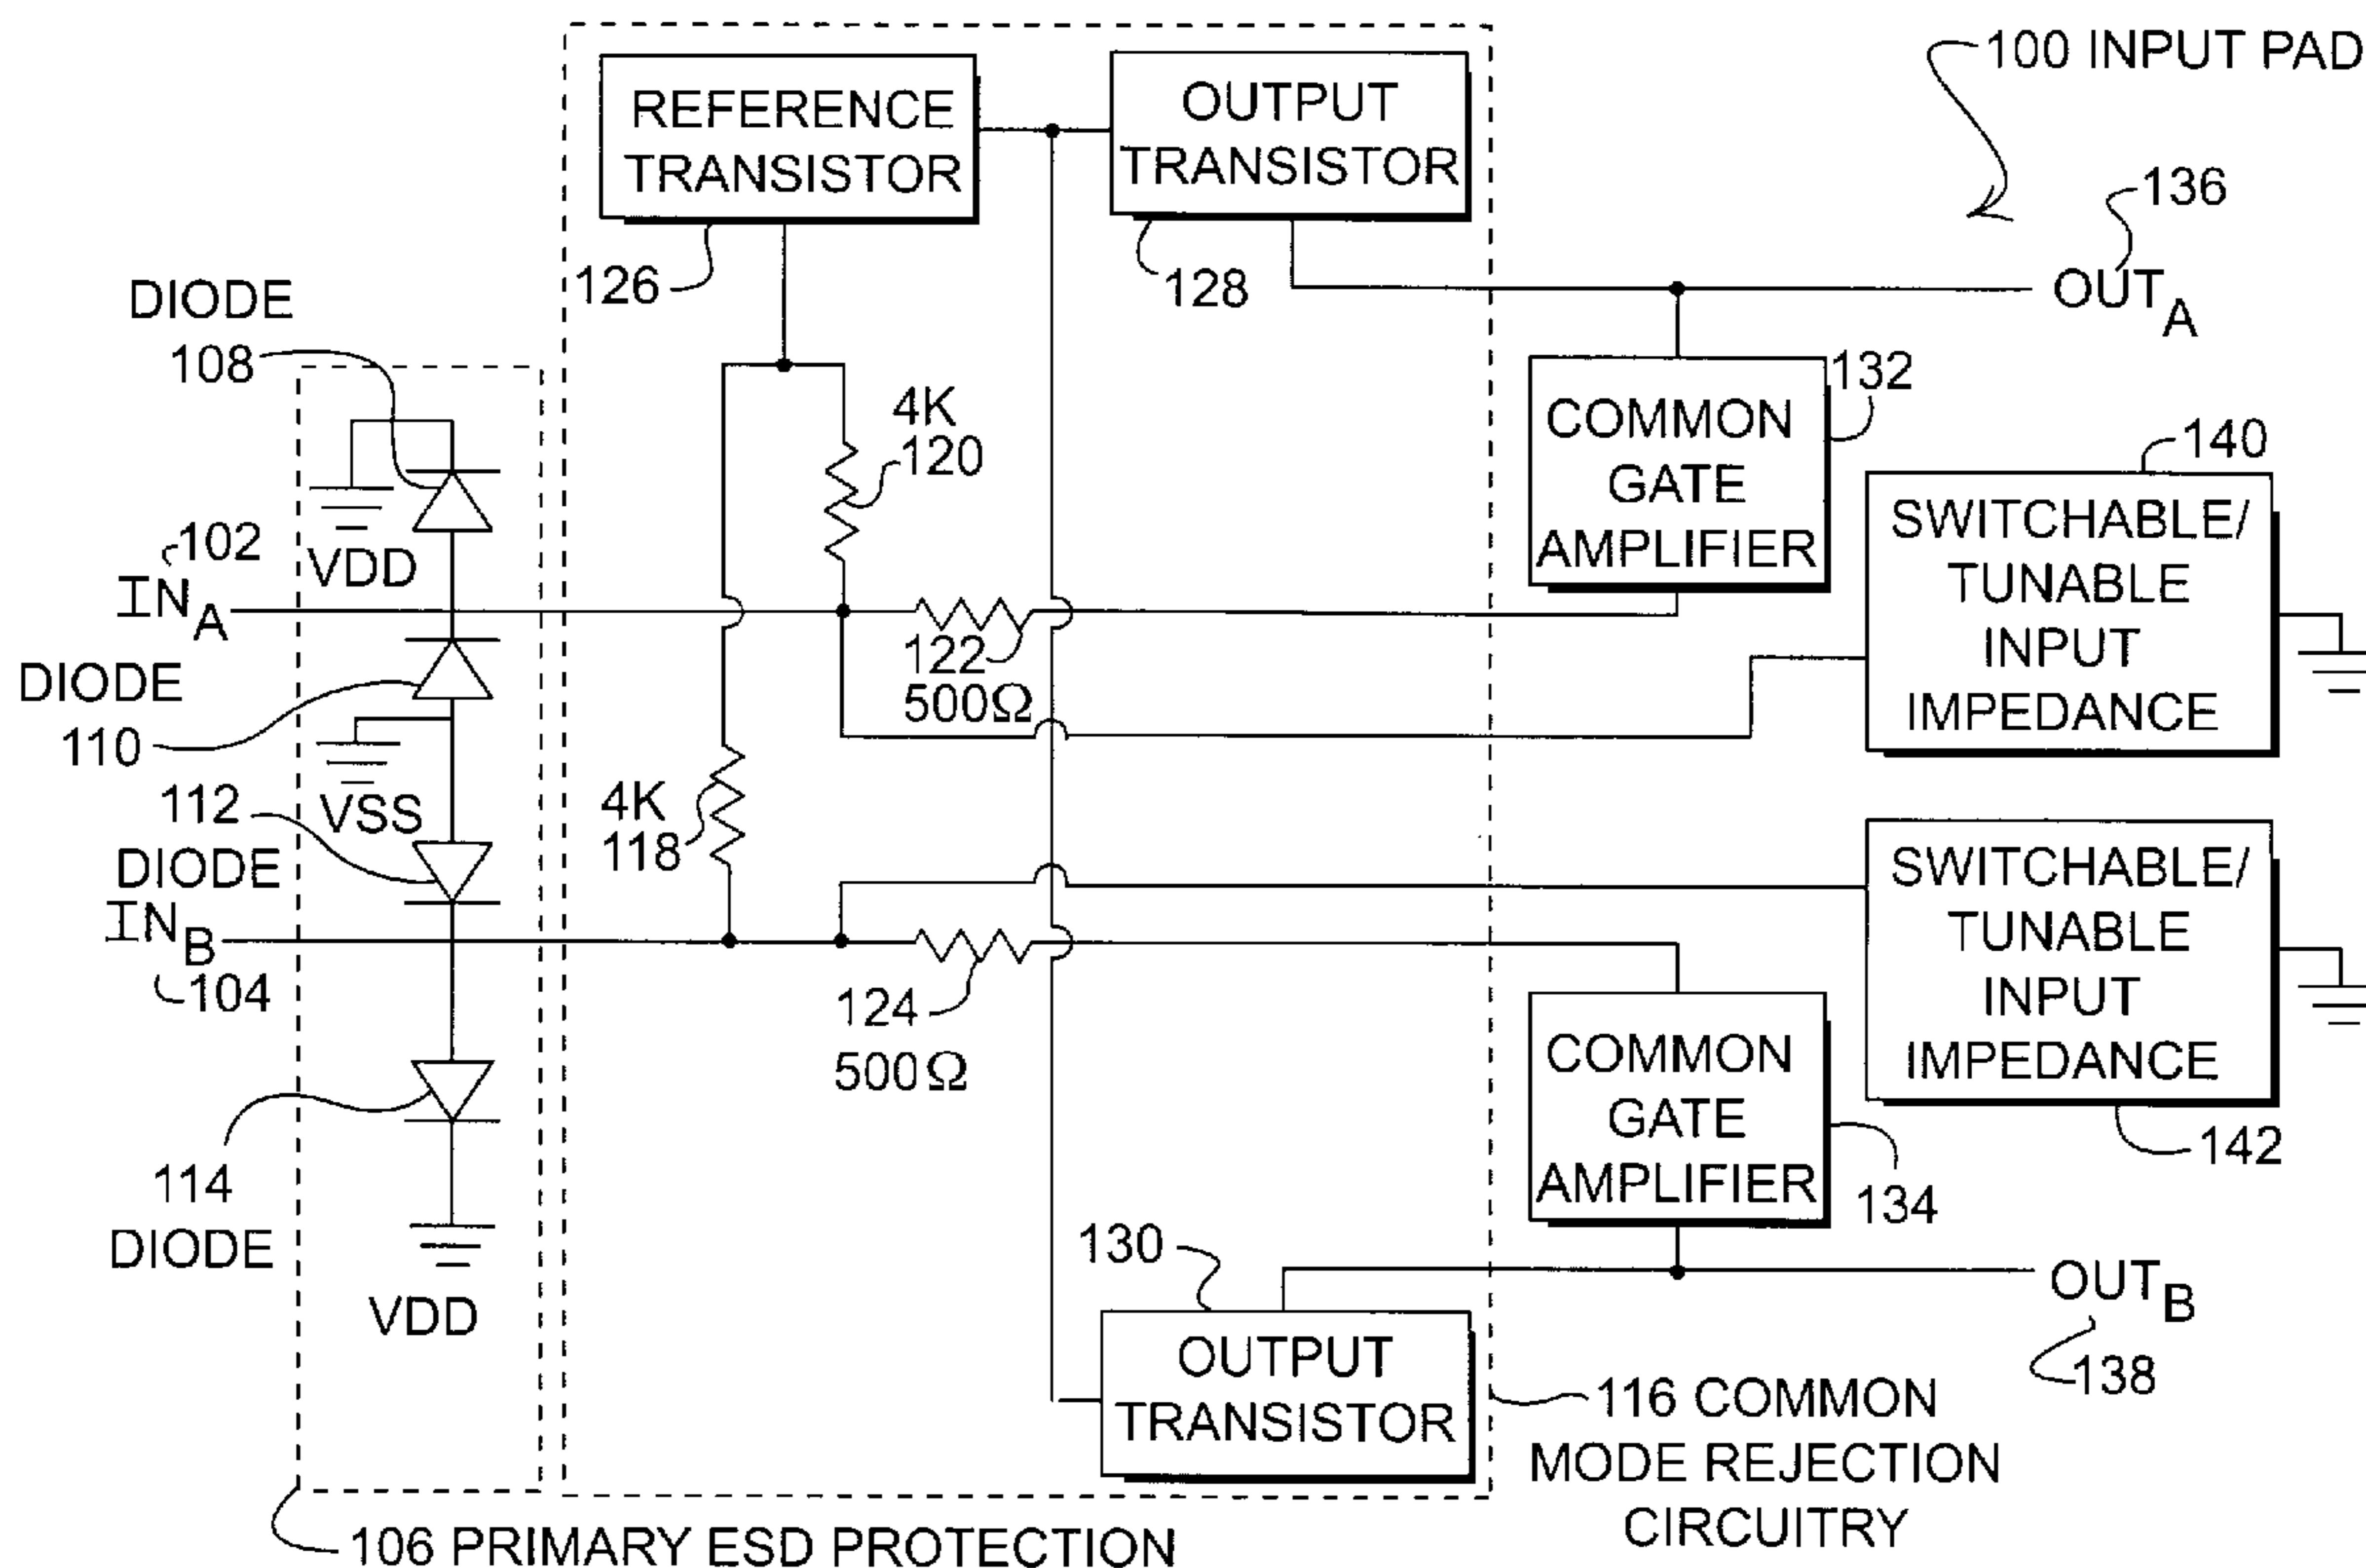 100 INPUT PAD
REFERENCE
TRANSISTOR
126
OUTPUT
TRANSISTOR
128
136
OUTA
DIODE
108
VDD
102
INA
DIODE
110
VSS
112
DIODE
INB
104
114
DIODE
VDD
4K
120
122
500Ω
4K
118
124
500Ω
132
COMMON
GATE
AMPLIFIER
140
SWITCHABLE/
TUNABLE
INPUT
IMPEDANCE
SWITCHABLE/
TUNABLE
INPUT
IMPEDANCE
142
COMMON
GATE
AMPLIFIER
134
130
OUTPUT
TRANSISTOR
OUTB
138
116 COMMON
MODE REJECTION
CIRCUITRY
106 PRIMARY ESD PROTECTION